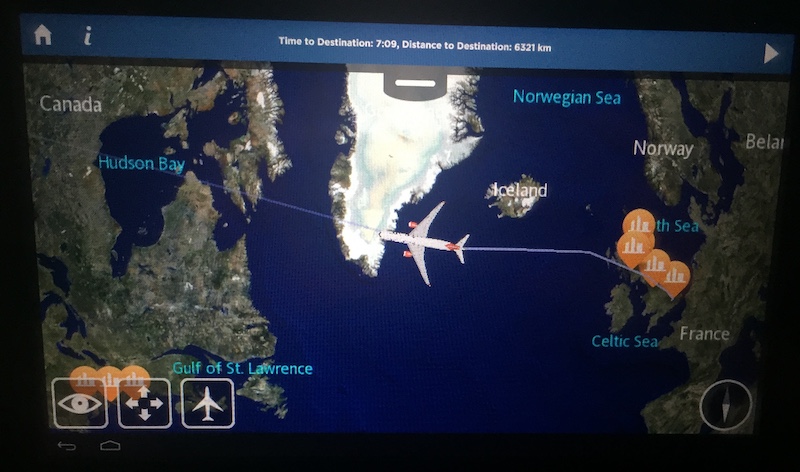 i
Time to Destination: 7:09, Distance to Destination: 6321 km
Canada
Norwegian Sea
Norway
Belar
Hudson Bay
Iceland
th Sea
Celtic Sea
France
Gulf of St. Lawrence